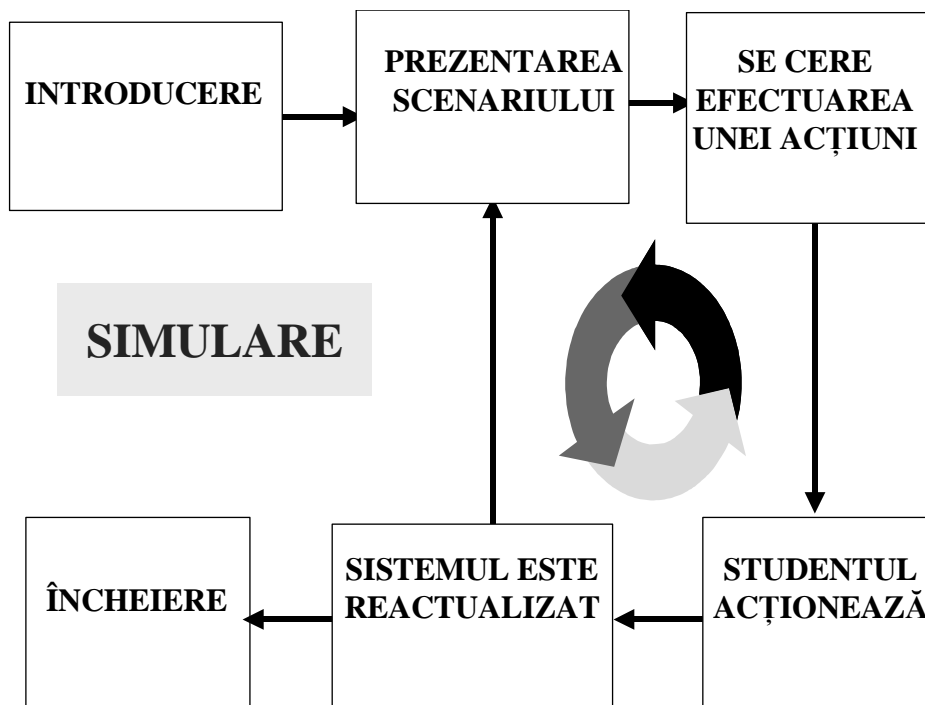 INTRODUCERE
PREZENTAREA
SCENARIULUI
SE CERE
EFECTUAREA
UNEI ACȚIUNI
SIMULARE
ÎNCHEIERE
SISTEMUL ESTE
REACTUALIZAT
STUDENTUL
ACȚIONEAZĂ